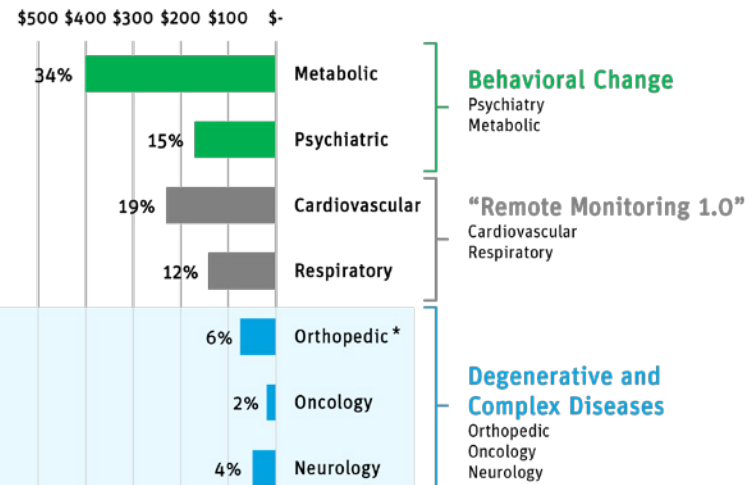 $500 $400 $300 $200 $100 $-
34% Metabolic
15% Psychiatric
19% Cardiovascular
12% Respiratory
6% Orthopedic *
2% Oncology
4% Neurology
Behavioral Change
Psychiatry
Metabolic
“Remote Monitoring 1.0”
Cardiovascular
Respiratory
Degenerative and
Complex Diseases
Orthopedic
Oncology
Neurology